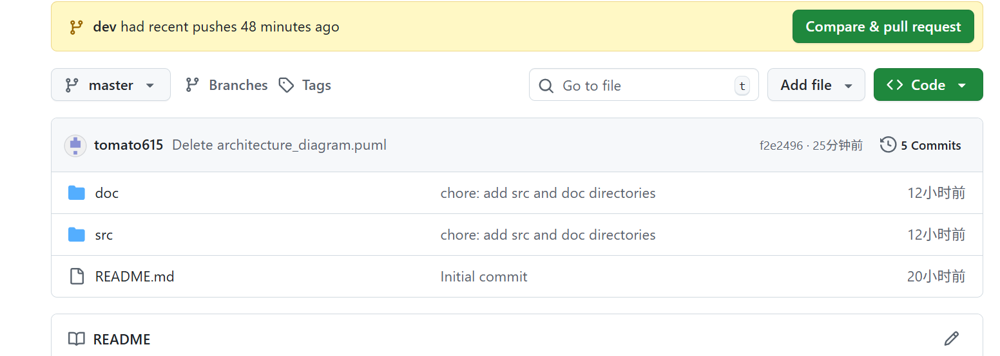 dev had recent pushes 48 minutes ago Compare & pull request
master Branches Tags Go to file t Add file Code
tomato615 Delete architecture_diagram.puml f2e2496 · 25分钟前 5 Commits
doc chore: add src and doc directories 12小时前
src chore: add src and doc directories 12小时前
README.md Initial commit 20小时前
README